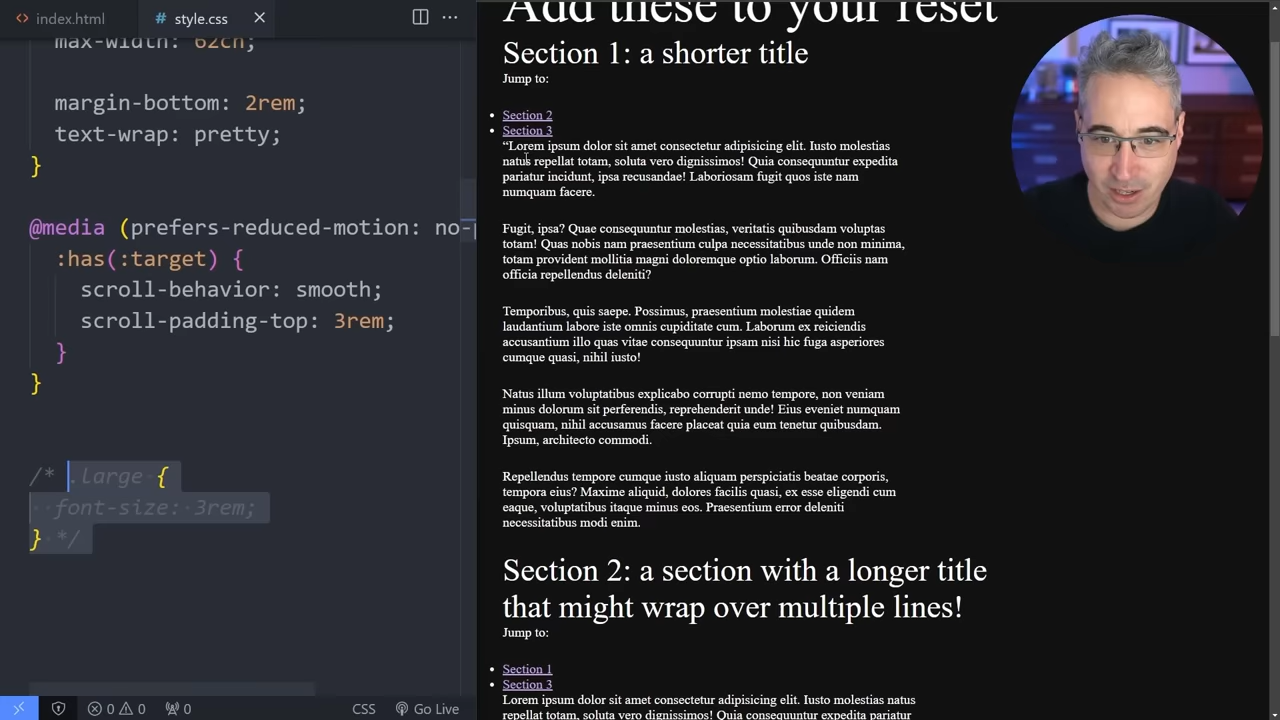 index.html
style.css
max-width: 62ch;
margin-bottom: 2rem;
text-wrap: pretty;
}
@media (prefers-reduced-motion: no-
:has(:target) {
scroll-behavior: smooth;
scroll-padding-top: 3rem;
}
}
/* .large {
font-size: 3rem;
} */
0 0 0
CSS
Go Live
Add these to your reset
Section 1: a shorter title
Jump to:
• Section 2
• Section 3
“Lorem ipsum dolor sit amet consectetur adipisicing elit. Iusto molestias
natus repellat totam, soluta vero dignissimos! Quia consequuntur expedita
pariatur incidunt, ipsa recusandae! Laboriosam fugit quos iste nam
numquam facere.
Fugit, ipsa? Quae consequuntur molestias, veritatis quibusdam voluptas
totam! Quas nobis nam praesentium culpa necessitatibus unde non minima,
totam provident mollitia magni doloremque optio laborum. Officiis nam
officia repellendus deleniti?
Temporibus, quis saepe. Possimus, praesentium molestiae quidem
laudantium labore iste omnis cupiditate cum. Laborum ex reiciendis
accusantium illo quas vitae consequuntur ipsam nisi hic fuga asperiores
cumque quasi, nihil iusto!
Natus illum voluptatibus explicabo corrupti nemo tempore, non veniam
minus dolorum sit perferendis, reprehenderit unde! Eius eveniet numquam
quisquam, nihil accusamus facere placeat quia eum tenetur quibusdam.
Ipsum, architecto commodi.
Repellendus tempore cumque iusto aliquam perspiciatis beatae corporis,
tempora eius? Maxime aliquid, dolores facilis quasi, ex esse eligendi cum
eaque, voluptatibus itaque minus eos. Praesentium error deleniti
necessitatibus modi enim.
Section 2: a section with a longer title
that might wrap over multiple lines!
Jump to:
• Section 1
• Section 3
Lorem ipsum dolor sit amet consectetur adipisicing elit. Iusto molestias
natus repellat totam, soluta vero dignissimos! Quia consequuntur expedita